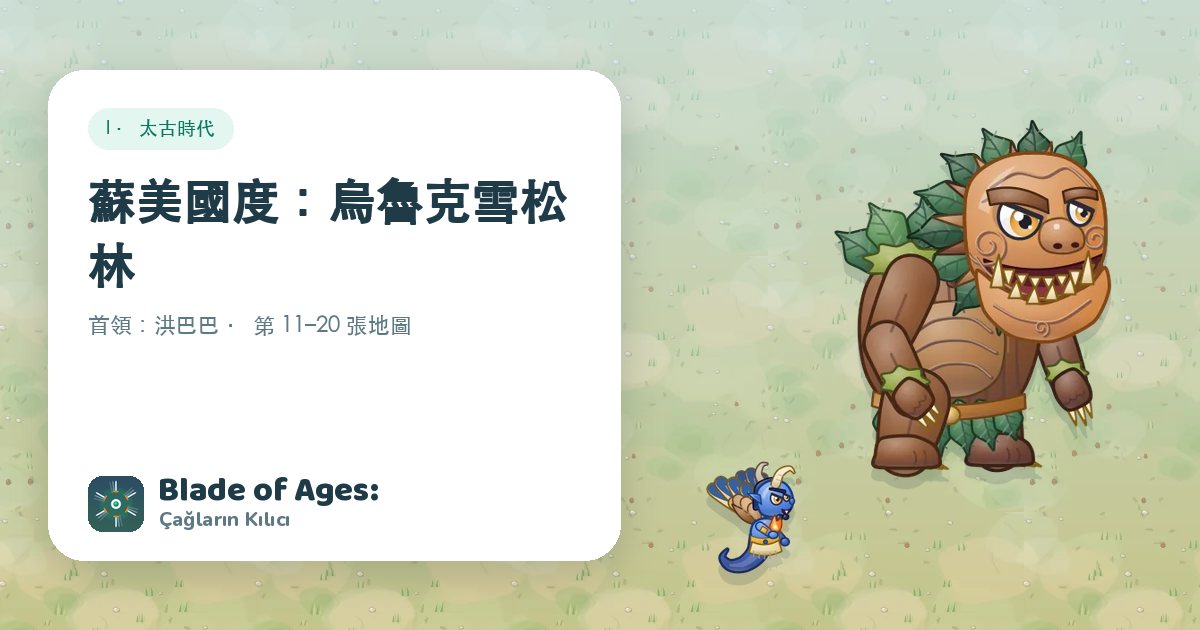 I · 太古時代
蘇美國度：烏魯克雪松
林
首領：洪巴巴 · 第 11–20 張地圖
Blade of Ages:
Çağların Kılıcı